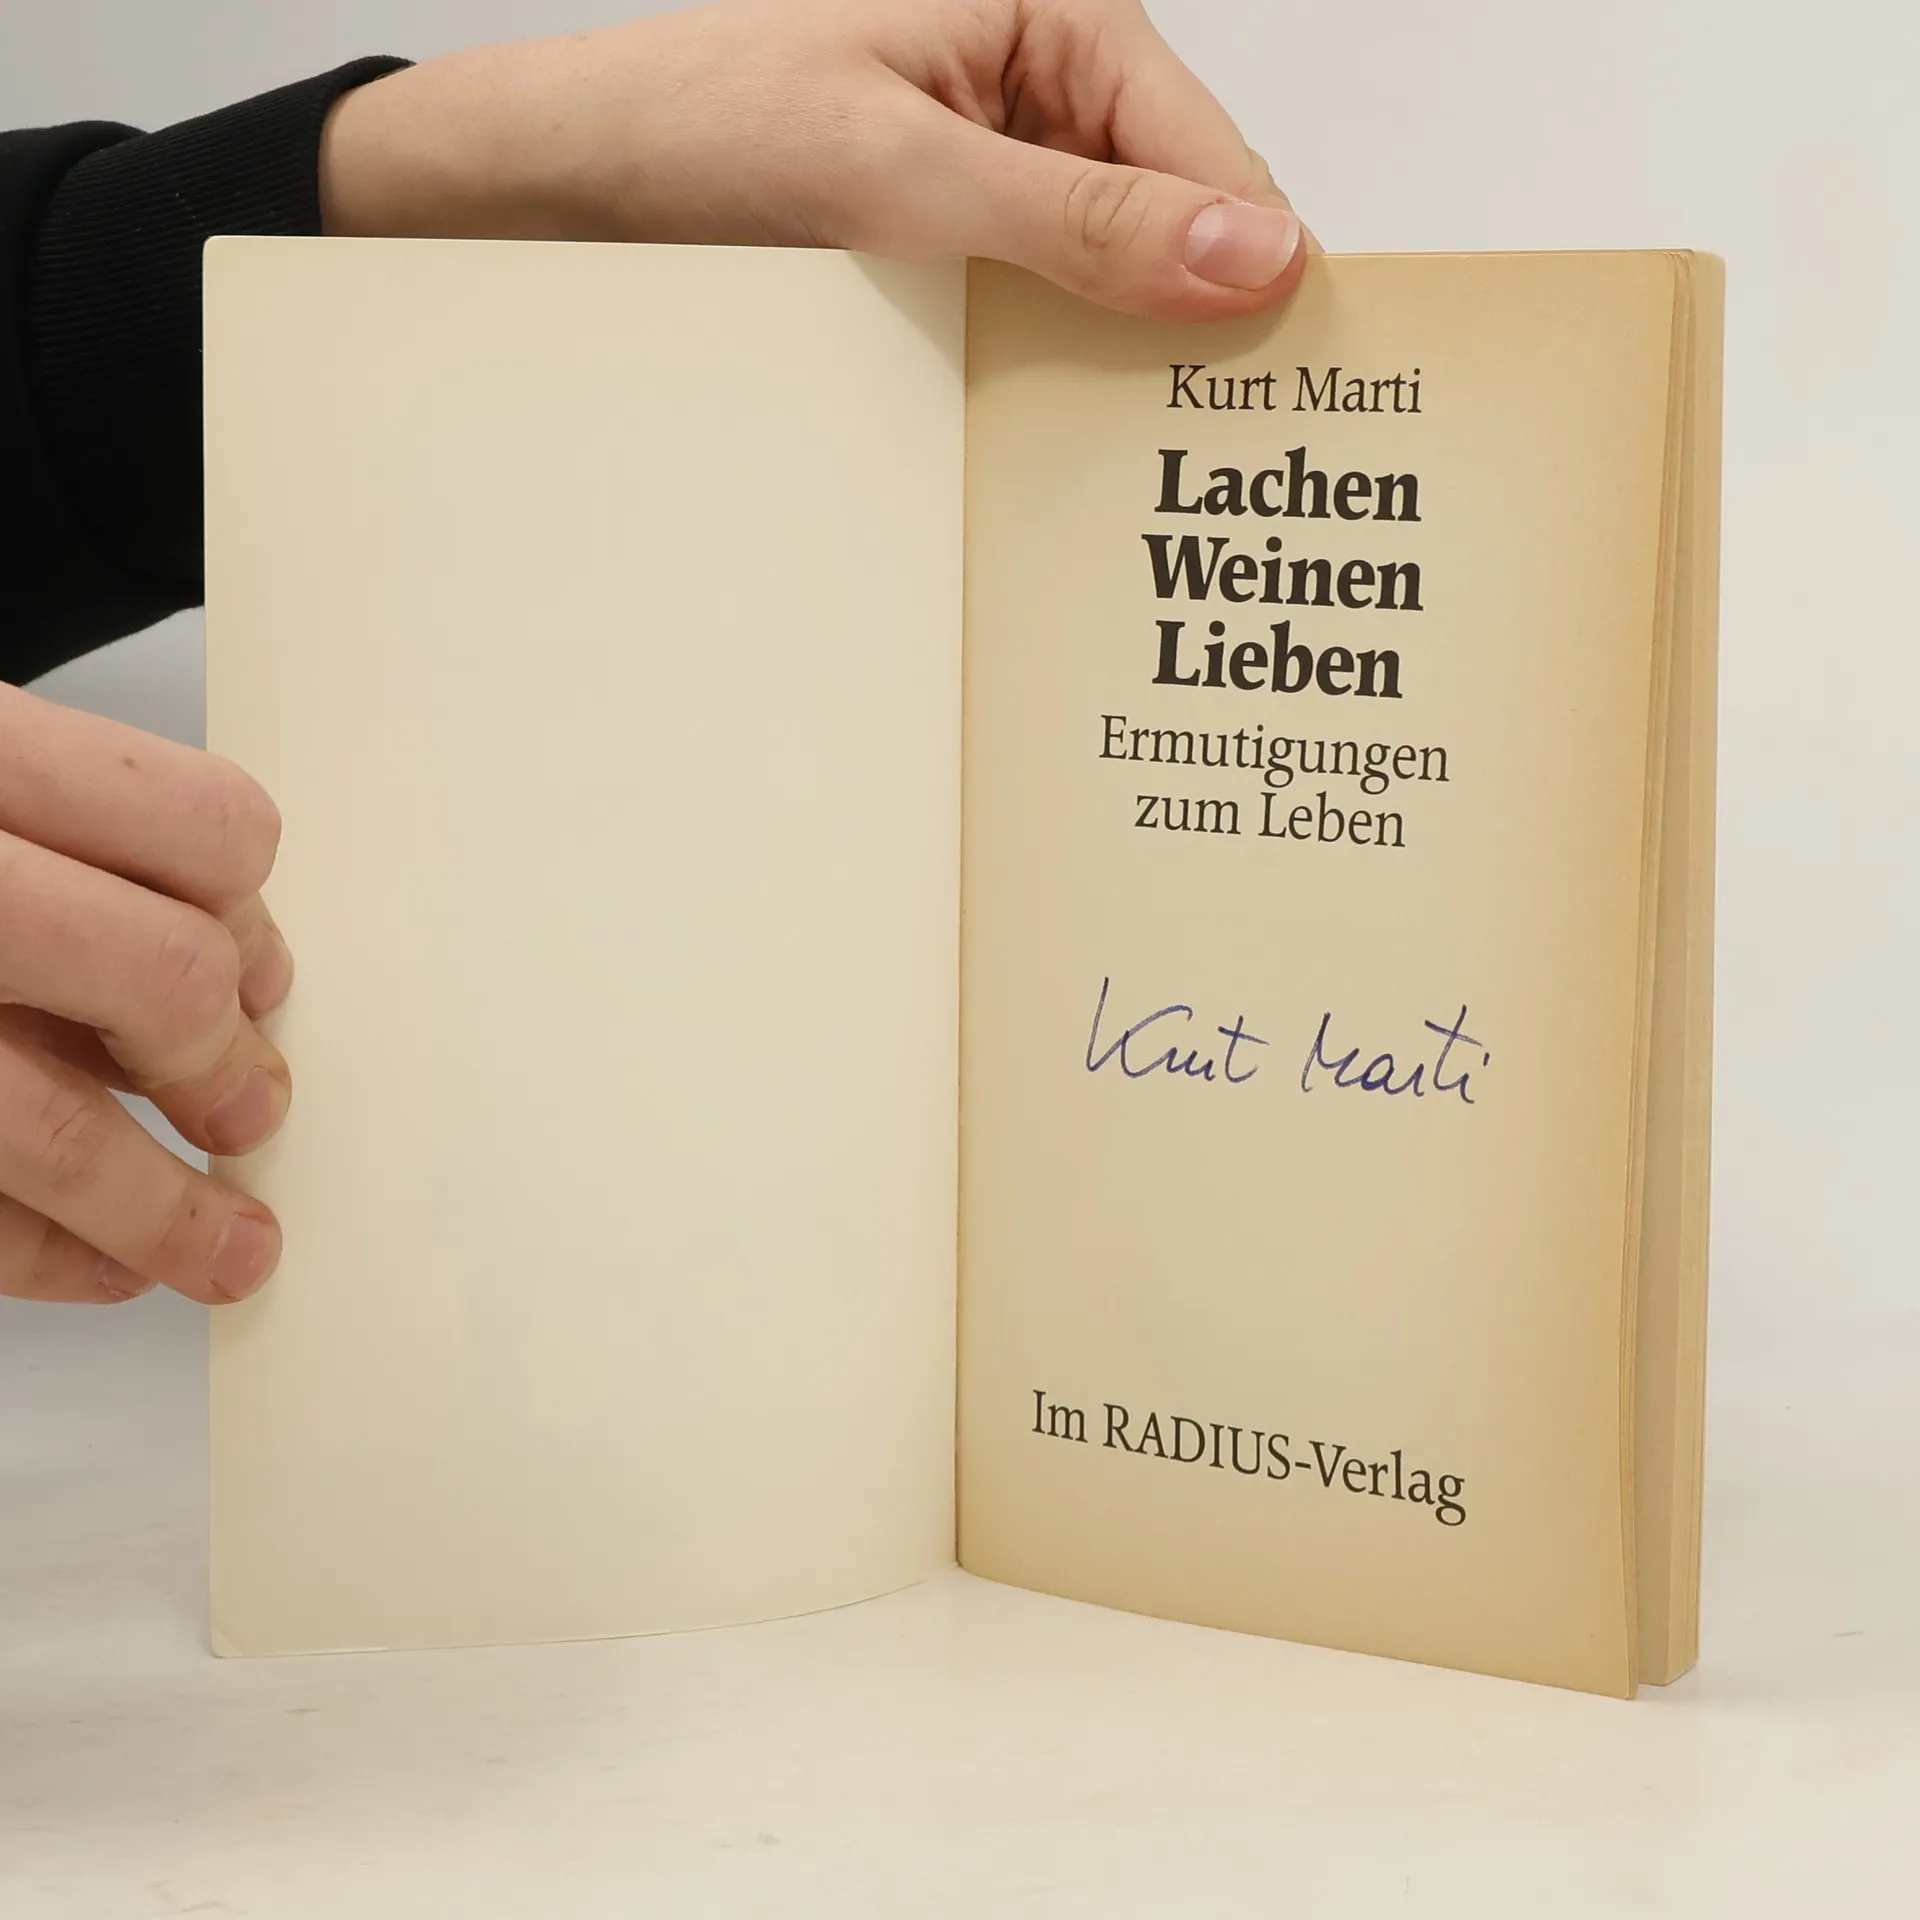 Kurt Marti
Lachen
Weinen
Lieben
Ermutigungen
zum Leben
Kurt Marti
Im RADIUS-Verlag